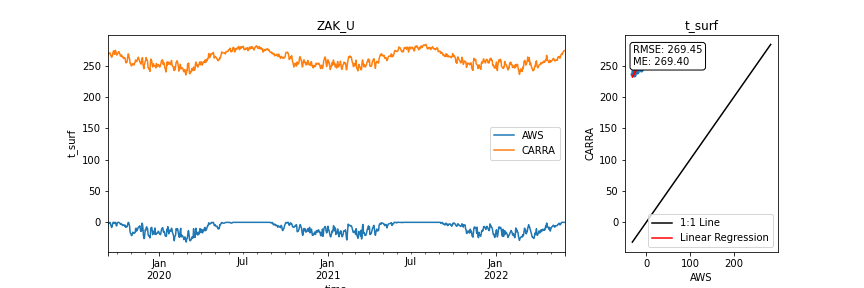 ZAK_U
t_surf
250
200
150
100
50
0
AWS
CARRA
Jan
2020
Jul
Jan
2021
Jul
Jan
2022
time
t_surf
CARRA
250
200
150
100
50
0
RMSE: 269.45
ME: 269.40
1:1 Line
Linear Regression
0 100 200
AWS